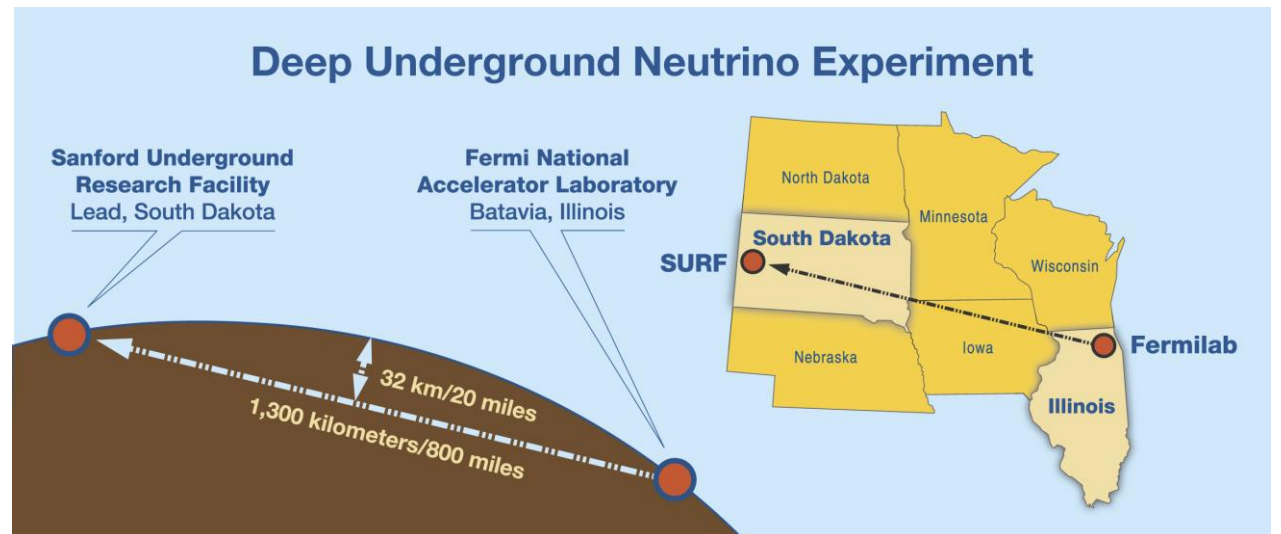 Deep Underground Neutrino Experiment
Sanford Underground
Research Facility
Lead, South Dakota
Fermi National
Accelerator Laboratory
Batavia, Illinois
32 km/20 miles
1,300 kilometers/800 miles
North Dakota
Minnesota
South Dakota
SURF
Wisconsin
Nebraska
Iowa
Fermilab
Illinois